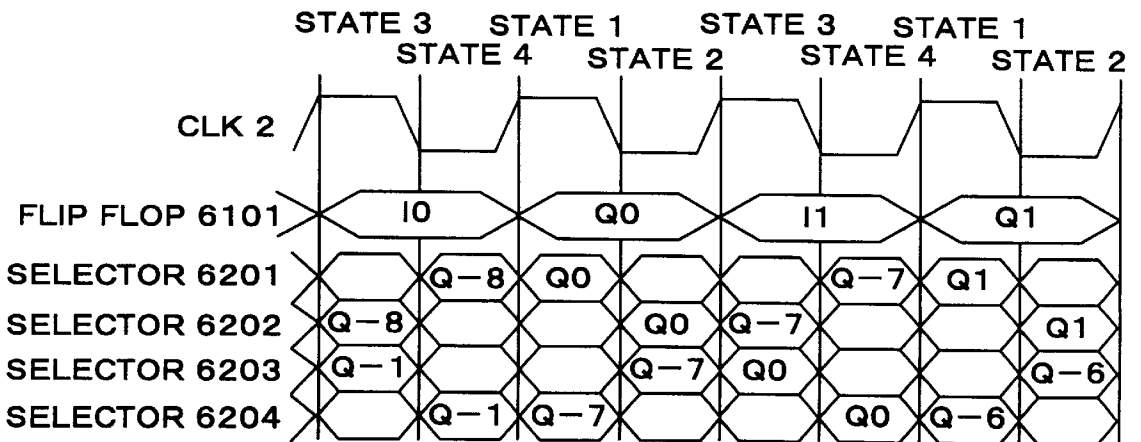 STATE 3 STATE 1 STATE 3 STATE 1
STATE 4 STATE 2 STATE 4 STATE 2
CLK 2
FLIP FLOP 6101 I0 Q0 I1 Q1
SELECTOR 6201 Q-8 Q0 Q-7 Q1
SELECTOR 6202 Q-8 Q0 Q-7 Q1
SELECTOR 6203 Q-1 Q-7 Q0 Q-6
SELECTOR 6204 Q-1 Q-7 Q0 Q-6